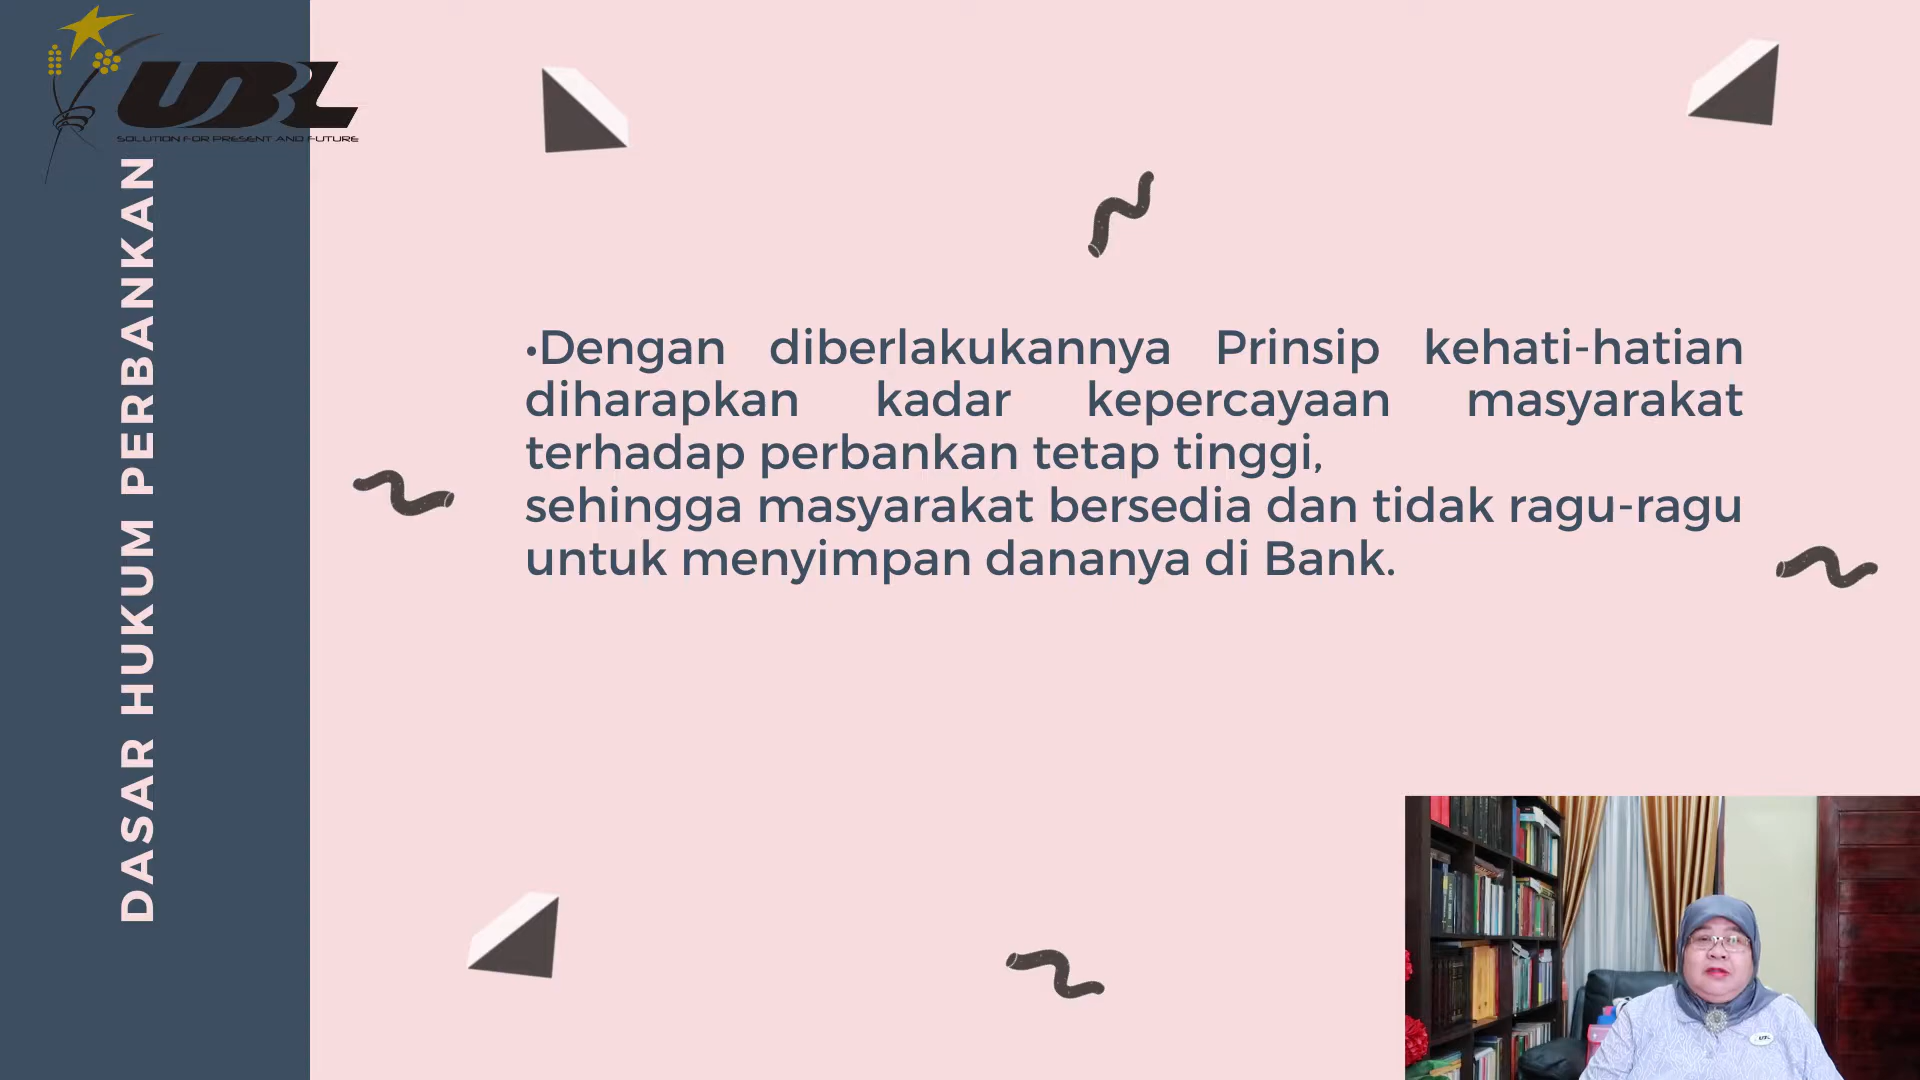 UBL
SOLUTION FOR PRESENT AND FUTURE
DASAR HUKUM PERBANKAN
•Dengan diberlakukannya Prinsip kehati-hatian
diharapkan kadar kepercayaan masyarakat
terhadap perbankan tetap tinggi,
sehingga masyarakat bersedia dan tidak ragu-ragu
untuk menyimpan dananya di Bank.
UBL